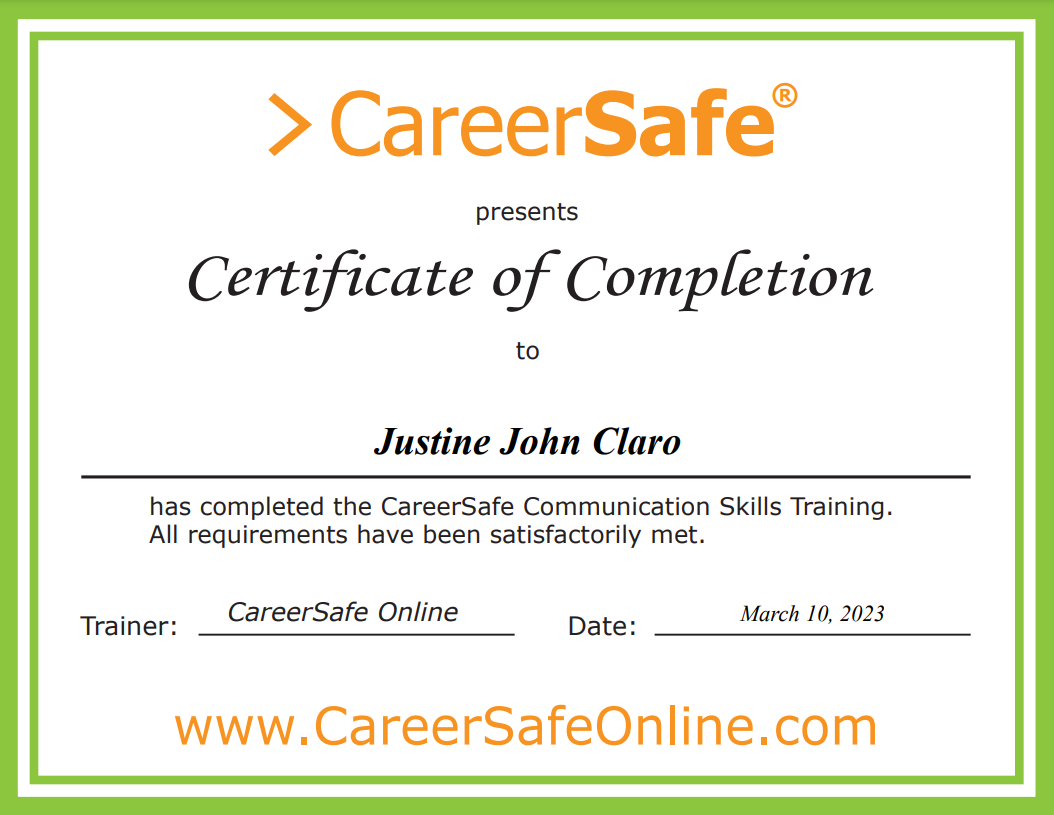 > CareerSafe®
presents
Certificate of Completion
to
Justine John Claro
has completed the CareerSafe Communication Skills Training.
All requirements have been satisfactorily met.
Trainer: CareerSafe Online Date: March 10, 2023
www.CareerSafeOnline.com